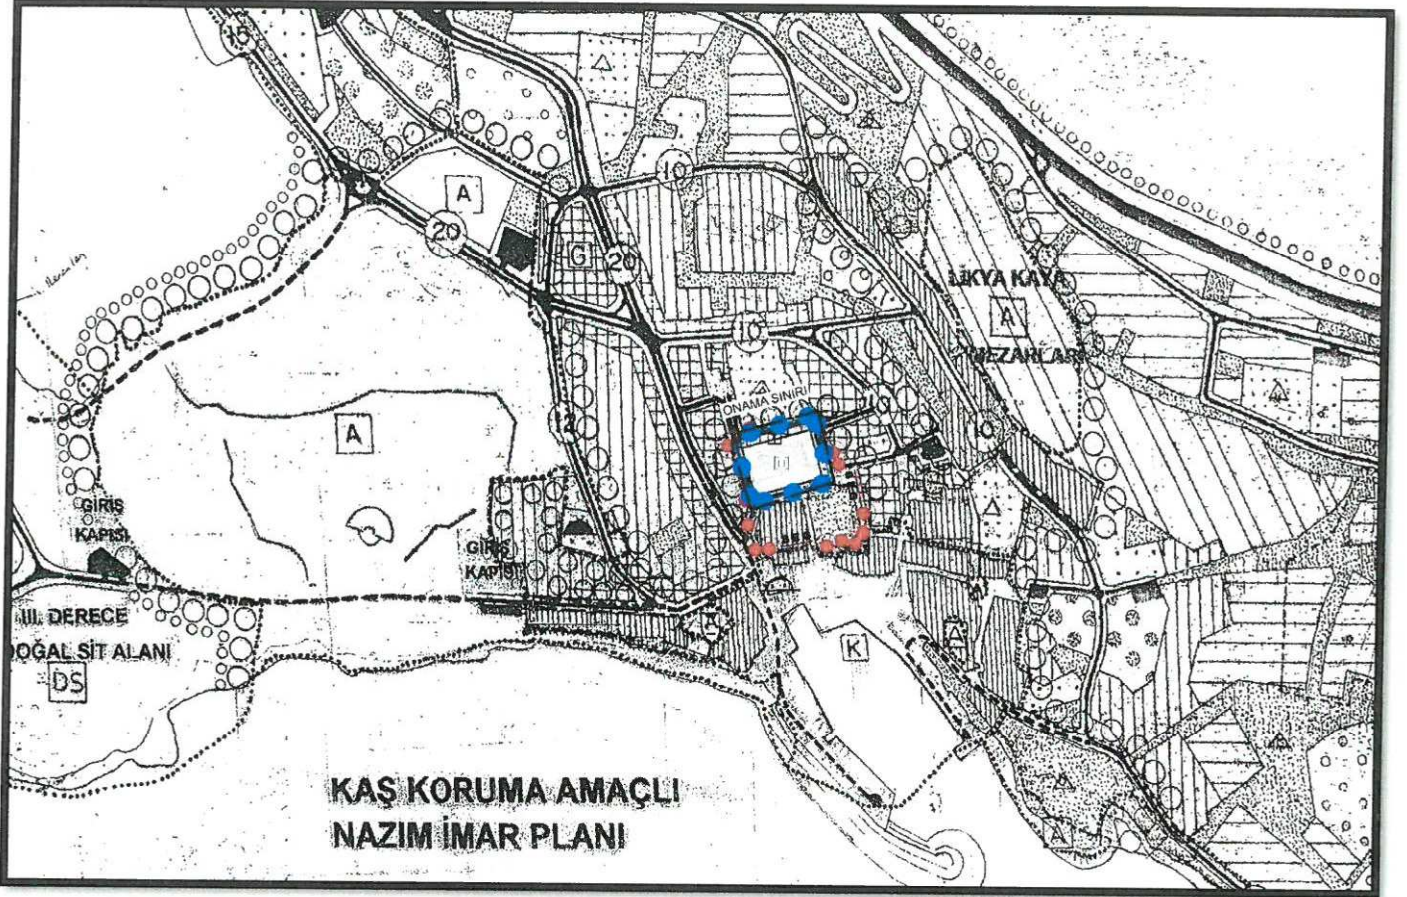 15
10
A
20
G
20
LİKYA KAYA
A
MEZARLARI
10
ONAMA SINIRI
10
12
10
A
GİRİŞ
KAPISI
GİRİŞ
KAPISI
III. DERECE
DOĞAL SİT ALANI
DS
K
A
KAŞ KORUMA AMAÇLI
NAZIM İMAR PLANI